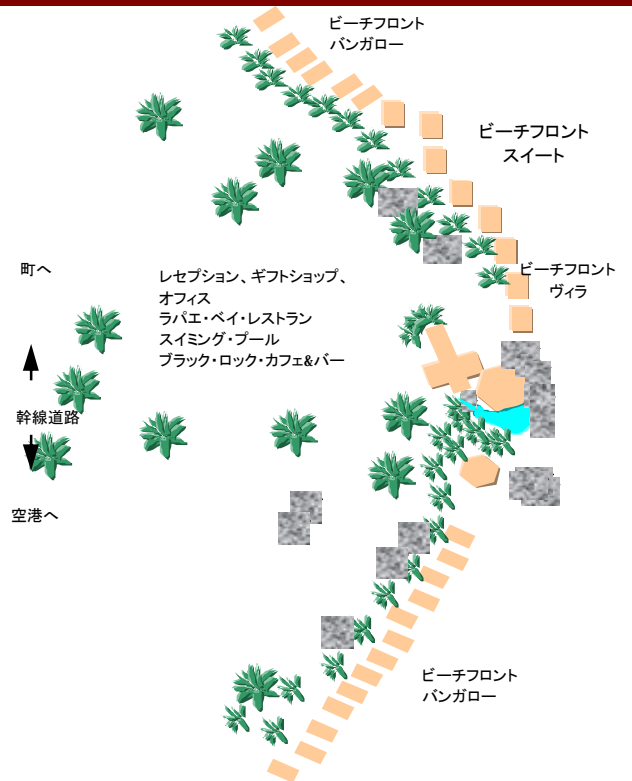 ビーチフロント
バンガロー
ビーチフロント
スイート
町へ
レセプション、ギフトショップ、
オフィス
ラパエ・ベイ・レストラン
スイミング・プール
ブラック・ロック・カフェ&バー
ビーチフロント
ヴィラ
幹線道路
空港へ
ビーチフロント
バンガロー